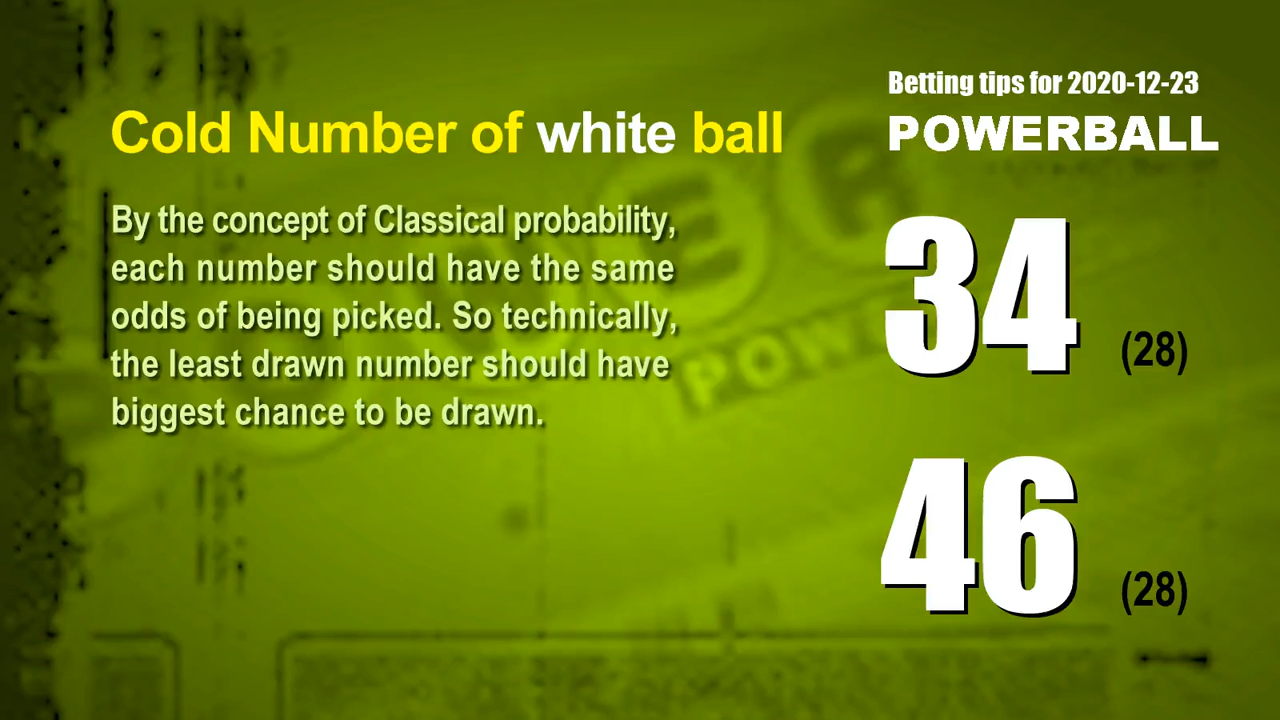 Betting tips for 2020-12-23
POWERBALL
Cold Number of white ball
By the concept of Classical probability,
each number should have the same
odds of being picked. So technically,
the least drawn number should have
biggest chance to be drawn.
34
(28)
46
(28)